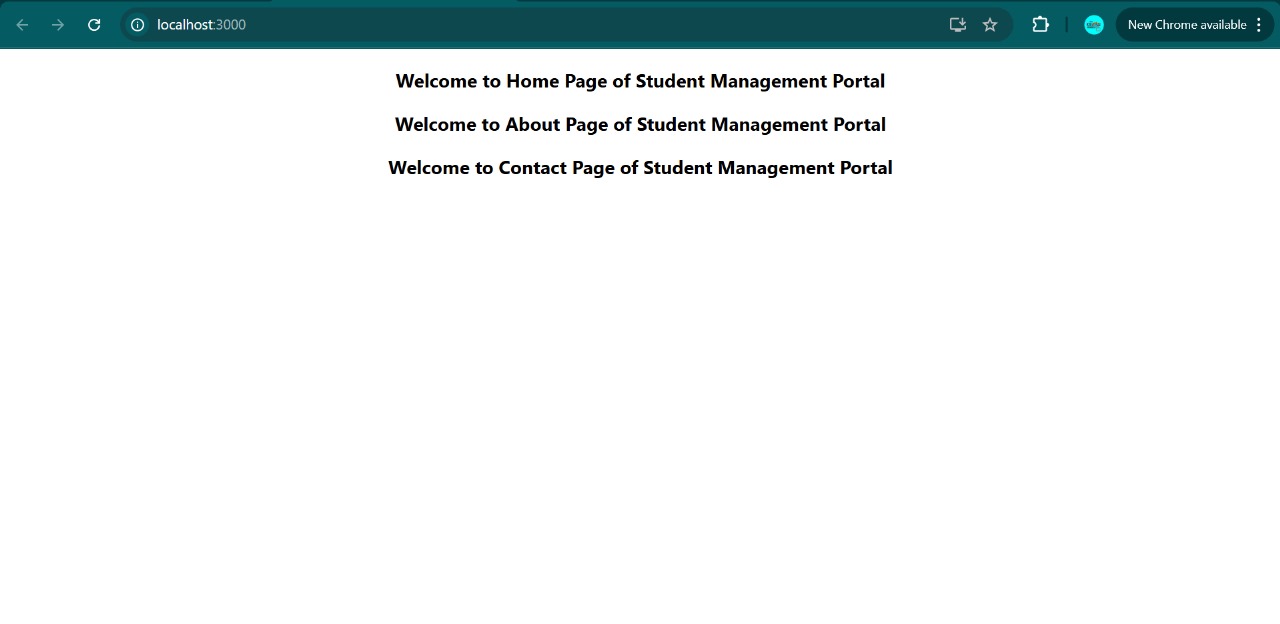 localhost:3000
New Chrome available
Welcome to Home Page of Student Management Portal
Welcome to About Page of Student Management Portal
Welcome to Contact Page of Student Management Portal